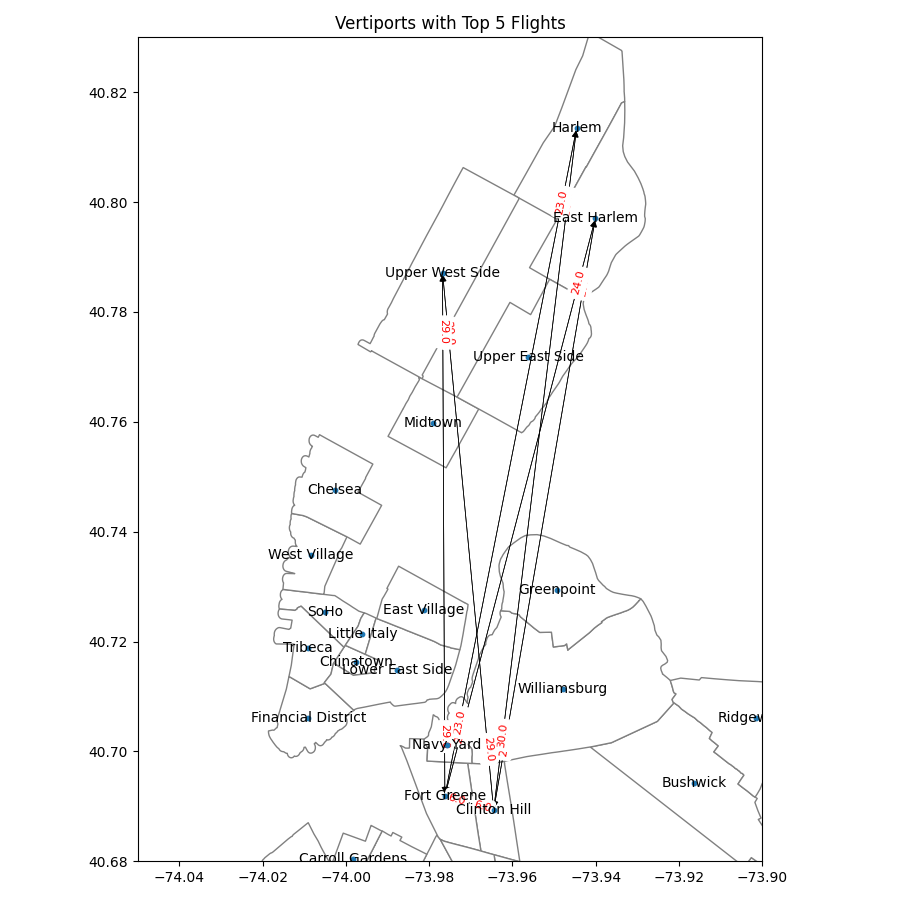 Vertiports with Top 5 Flights
40.82
Harlem
40.80
23.0
East Harlem
Upper West Side
24.0
40.78
29.0
Upper East Side
40.76
Midtown
Chelsea
40.74
West Village
Greenpoint
SoHo
East Village
Little Italy
40.72
Tribeca
Chinatown
Lower East Side
Williamsburg
Financial District
Ridgew
23.0
30.0
29.0
Navy Yard
40.70
Bushwick
Fort Greene
Clinton Hill
Carroll Gardens
40.68
−74.04
−74.02
−74.00
−73.98
−73.96
−73.94
−73.92
−73.90